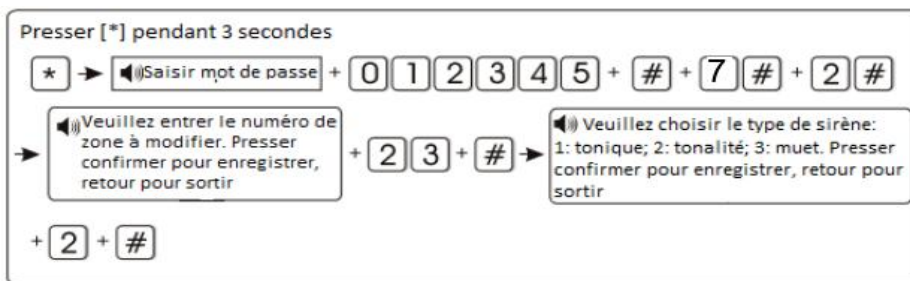 Presser [*] pendant 3 secondes
* Saisir mot de passe + 0 1 2 3 4 5 + # + 7 # + 2 #
Veuillez entrer le numéro de
zone à modifier. Presser
confirmer pour enregistrer,
retour pour sortir
+ 2 3 + #
Veuillez choisir le type de sirène:
1: tonique; 2: tonalité; 3: muet. Presser
confirmer pour enregistrer, retour pour
sortir
+ 2 + #